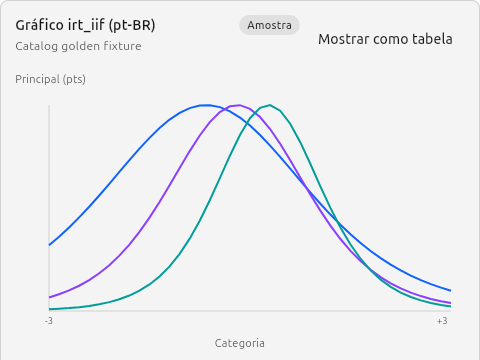 Gráfico irt_iif (pt-BR)
Amostra
Mostrar como tabela
Catalog golden fixture
Principal (pts)
-3
+3
Categoria